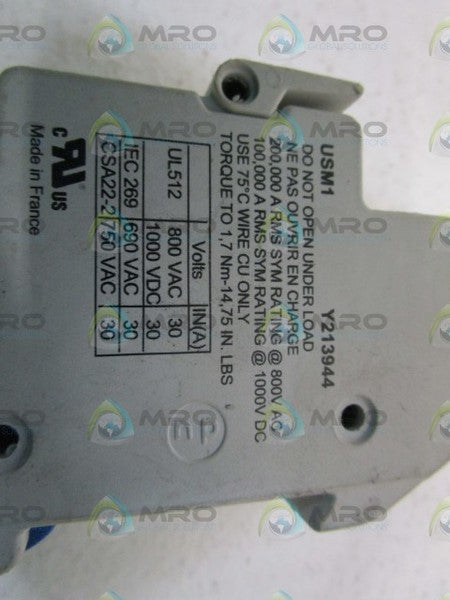 USM1 Y213944
DO NOT OPEN UNDER LOAD
NE PAS OUVRIR EN CHARGE
200,000 A RMS SYM RATING @ 800V AC
100,000 A RMS SYM RATING @ 1000V DC
USE 75°C WIRE CU ONLY
TORQUE TO 1,7 Nm-14,75 IN. LBS
Volts IN(A)
UL512 800 VAC 30
1000 VDC 30
IEC 269 690 VAC 30
CSA22-2 750 VAC 30
C UR US
Made in France
MRO
GLOBALSOLUTIONS